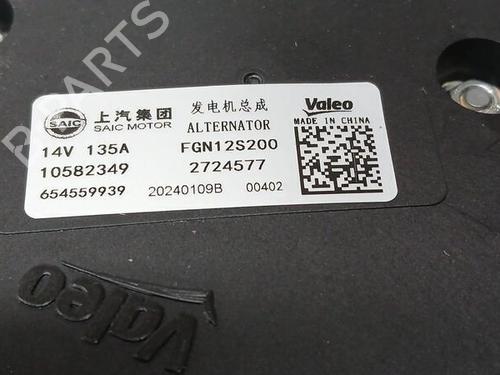 SAIC
上汽集团
SAIC MOTOR
发电机总成
ALTERNATOR
Valeo
MADE IN CHINA
14V 135A
FGN12S200
10582349
2724577
654559939
20240109B
00402
Valeo